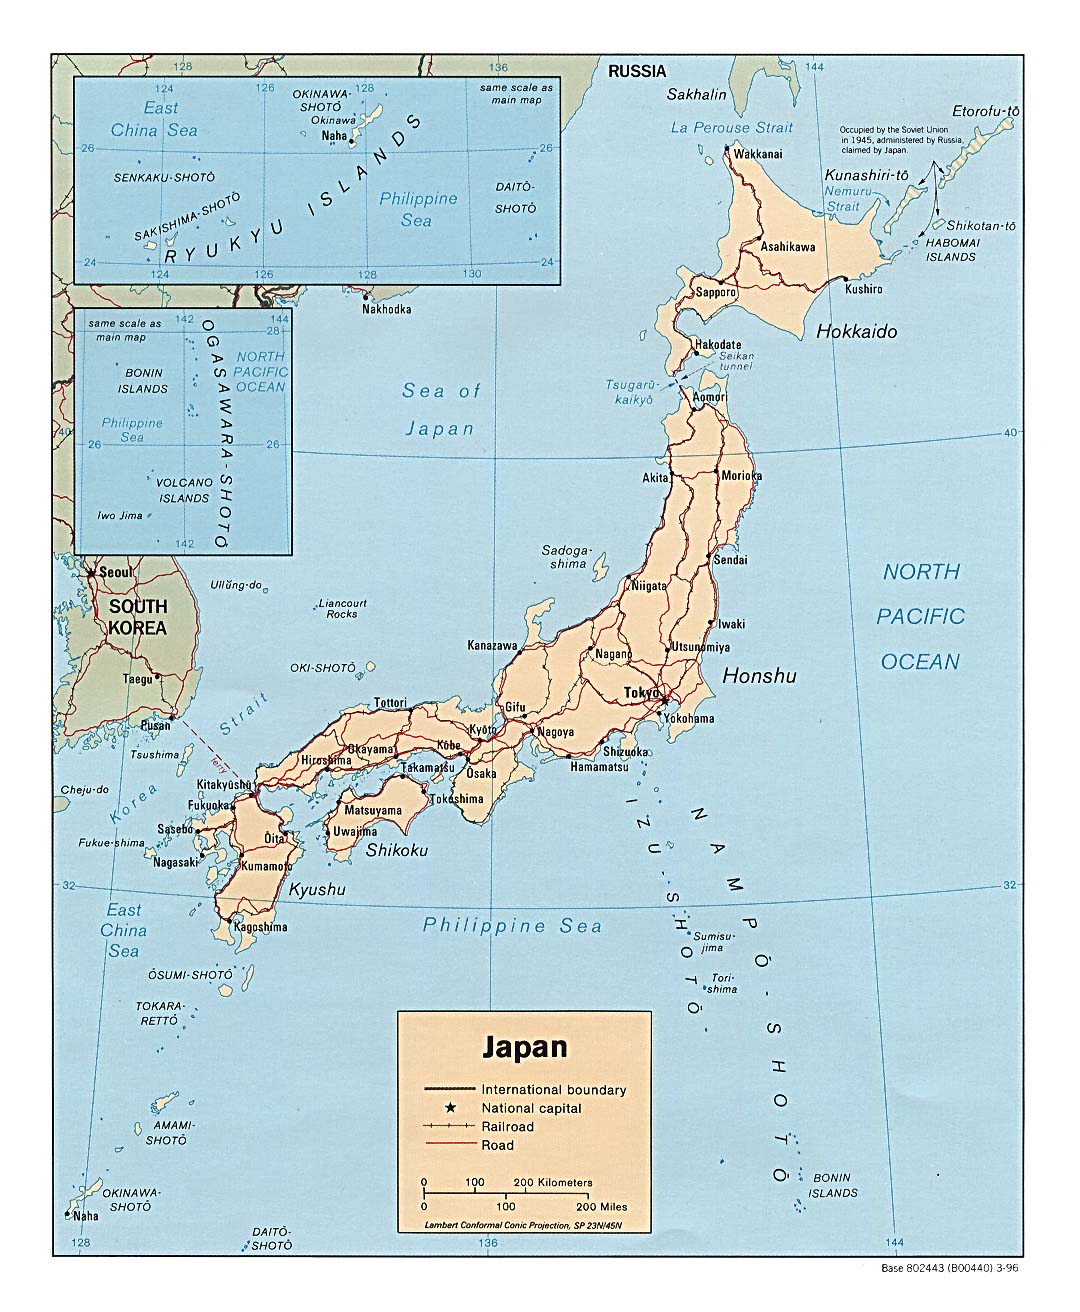 128
136
144
RUSSIA
Sakhalin
Etorofu-tō
La Perouse Strait
Occupied by the Soviet Union
in 1945, administered by Russia,
claimed by Japan.
Wakkanai
Kunashiri-tō
Nemuru
Strait
Shikotan-tō
HABOMAI
ISLANDS
Asahikawa
Sapporo
Kushiro
Hokkaido
Hakodate
Seikan
tunnel
Tsugarū-
kaikyō
Aomori
124
126
128
East
China Sea
OKINAWA-
SHOTŌ
Okinawa
Naha
same scale as
main map
26
26
SENKAKU-SHOTŌ
SAKISHIMA-SHOTŌ
RYUKYU ISLANDS
Philippine
Sea
DAITŌ-
SHOTŌ
24
24
124
126
128
130
Nakhodka
same scale as
main map
142
144
28
OGASAWARA-SHOTŌ
NORTH
PACIFIC
OCEAN
BONIN
ISLANDS
Philippine
Sea
26
26
VOLCANO
ISLANDS
Iwo Jima
142
40
40
Sea of
Japan
Akita
Morioka
Sadoga-
shima
Sendai
Niigata
Iwaki
Seoul
SOUTH
KOREA
Ullŭng-do
Liancourt
Rocks
Taegu
Pusan
OKI-SHOTŌ
Kanazawa
Nagano
Utsunomiya
Honshu
Tokyo
Yokohama
NORTH
PACIFIC
OCEAN
Korea Strait
ferry
Tsushima
Cheju-do
Tottori
Gifu
Kyōto
Nagoya
Okayama
Kōbe
Hiroshima
Takamatsu
Ōsaka
Shizuoka
Hamamatsu
Kitakyūshū
Fukuoka
Tokushima
Matsuyama
Sasebo
Ōita
Uwajima
Fukue-shima
Nagasaki
Shikoku
Kumamoto
Kyushu
32
32
East
China
Sea
Kagoshima
Philippine Sea
IZU-SHOTŌ
NAMPŌ-SHOTŌ
Sumisu-
jima
Tori-
shima
ŌSUMI-SHOTŌ
TOKARA-
RETTŌ
AMAMI-
SHOTŌ
OKINAWA-
SHOTŌ
Naha
DAITŌ-
SHOTŌ
BONIN
ISLANDS
Japan
International boundary
National capital
Railroad
Road
0 100 200 Kilometers
0 100 200 Miles
Lambert Conformal Conic Projection, SP 23N/45N
128
136
144
Base 802443 (B00440) 3-96